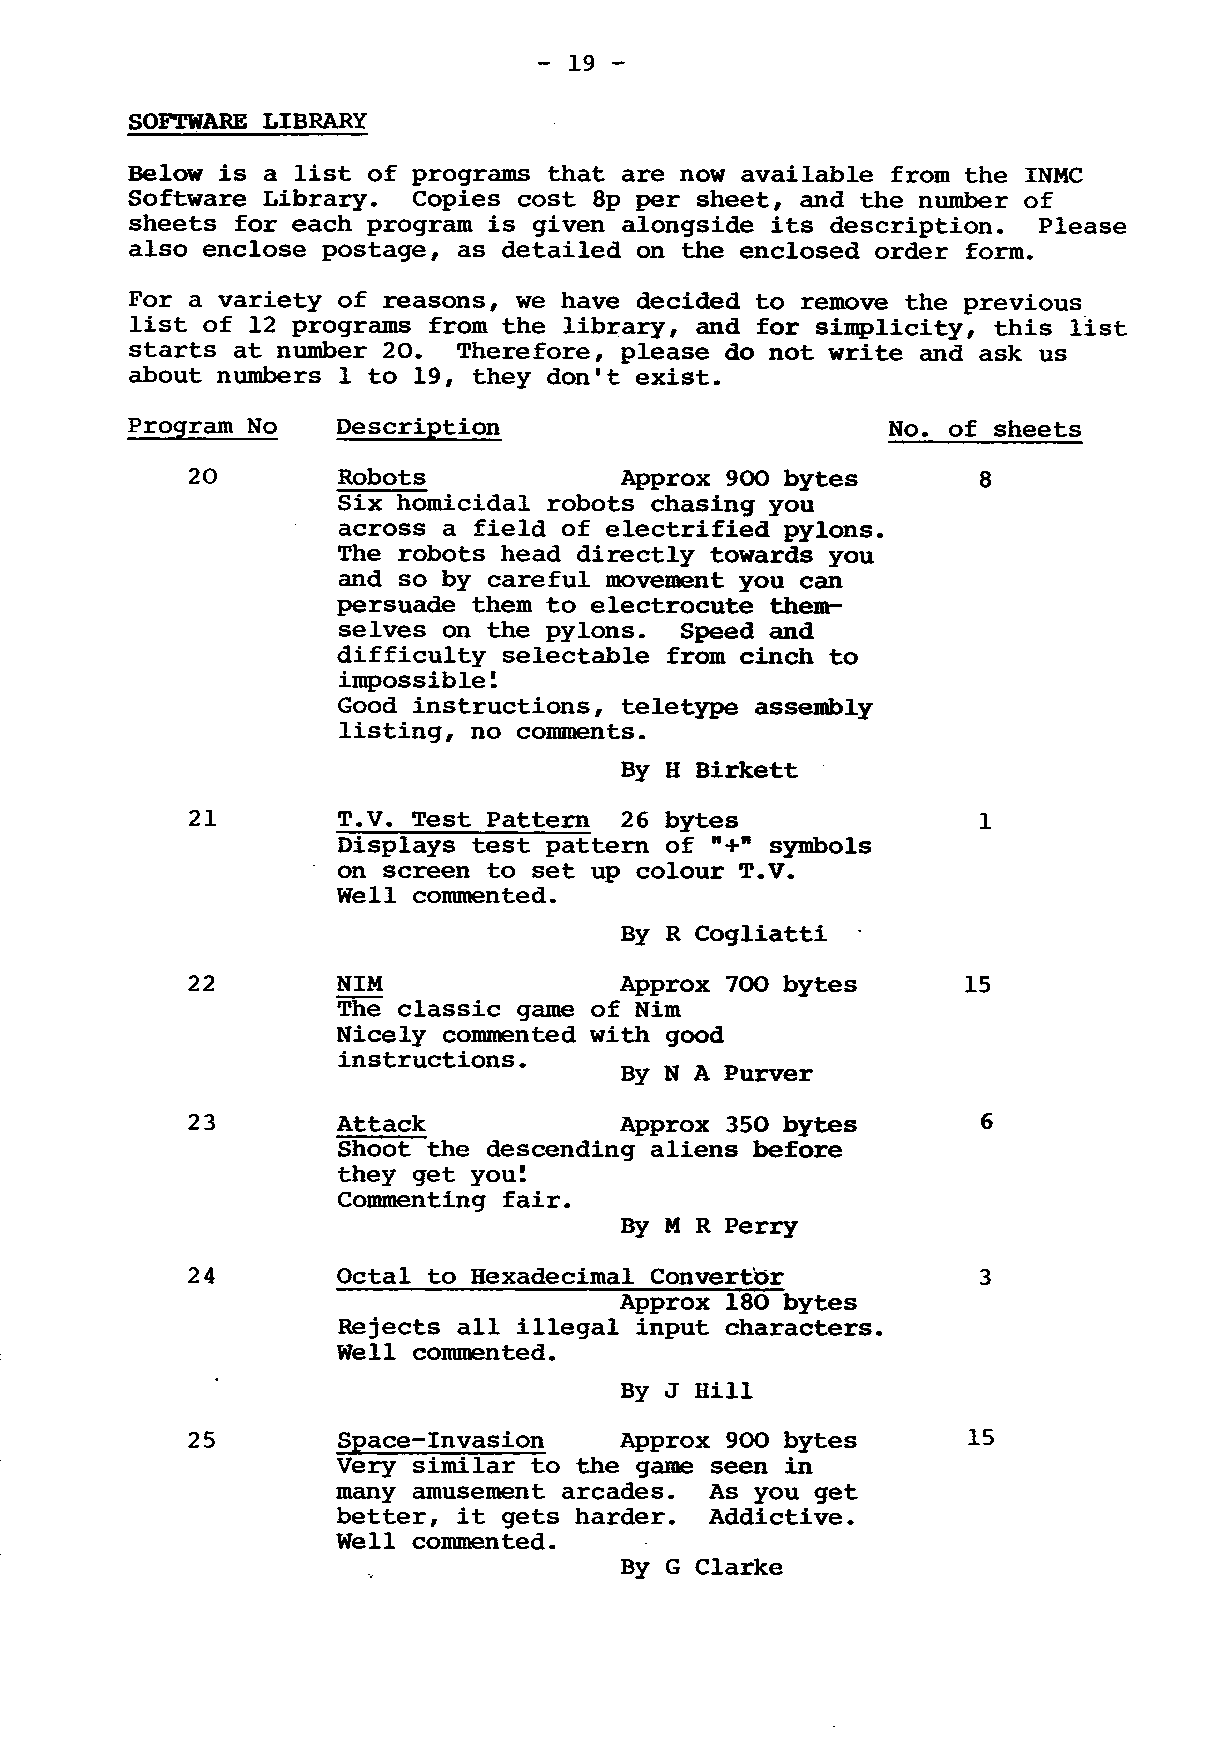 - 19 -
SOFTWARE LIBRARY
Below is a list of programs that are now available from the INMC
Software Library. Copies cost 8p per sheet, and the number of
sheets for each program is given alongside its description. Please
also enclose postage, as detailed on the enclosed order form.
For a variety of reasons, we have decided to remove the previous
list of 12 programs from the library, and for simplicity, this list
starts at number 20. Therefore, please do not write and ask us
about numbers 1 to 19, they don't exist.
Program No Description No. of sheets
20 Robots Approx 900 bytes 8
Six homicidal robots chasing you
across a field of electrified pylons.
The robots head directly towards you
and so by careful movement you can
persuade them to electrocute them-
selves on the pylons. Speed and
difficulty selectable from cinch to
impossible!
Good instructions, teletype assembly
listing, no comments.
By H Birkett
21 T.V. Test Pattern 26 bytes 1
Displays test pattern of "+" symbols
on screen to set up colour T.V.
Well commented.
By R Cogliatti
22 NIM Approx 700 bytes 15
The classic game of Nim
Nicely commented with good
instructions.
By N A Purver
23 Attack Approx 350 bytes 6
Shoot the descending aliens before
they get you!
Commenting fair.
By M R Perry
24 Octal to Hexadecimal Convertor 3
Approx 180 bytes
Rejects all illegal input characters.
Well commented.
By J Hill
25 Space-Invasion Approx 900 bytes 15
Very similar to the game seen in
many amusement arcades. As you get
better, it gets harder. Addictive.
Well commented.
By G Clarke